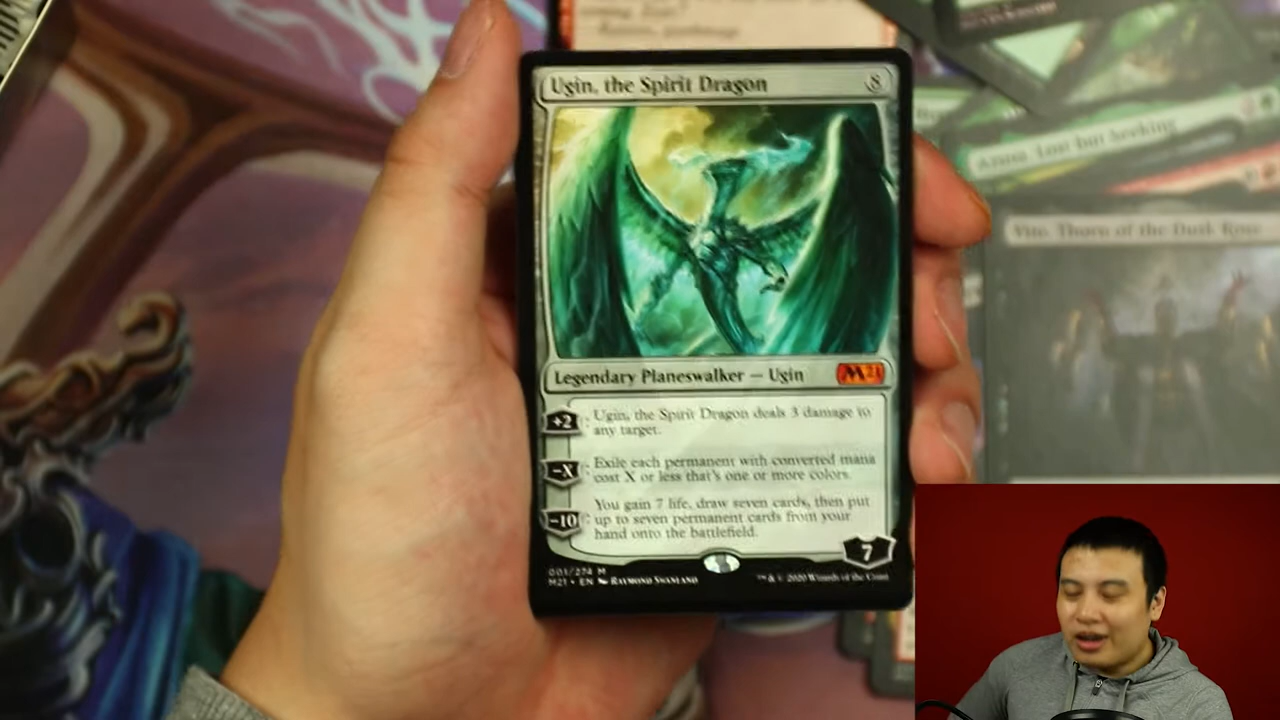 Ugin, the Spirit Dragon 8
Legendary Planeswalker — Ugin M21
+2: Ugin, the Spirit Dragon deals 3 damage to
any target.
−X: Exile each permanent with converted mana
cost X or less that's one or more colors.
−10: You gain 7 life, draw seven cards, then put
up to seven permanent cards from your
hand onto the battlefield.
7
001/274 M
M21 • EN Raymond Swanland
™ & © 2020 Wizards of the Coast
Azusa, Lost but Seeking
Vito, Thorn of the Dusk Rose